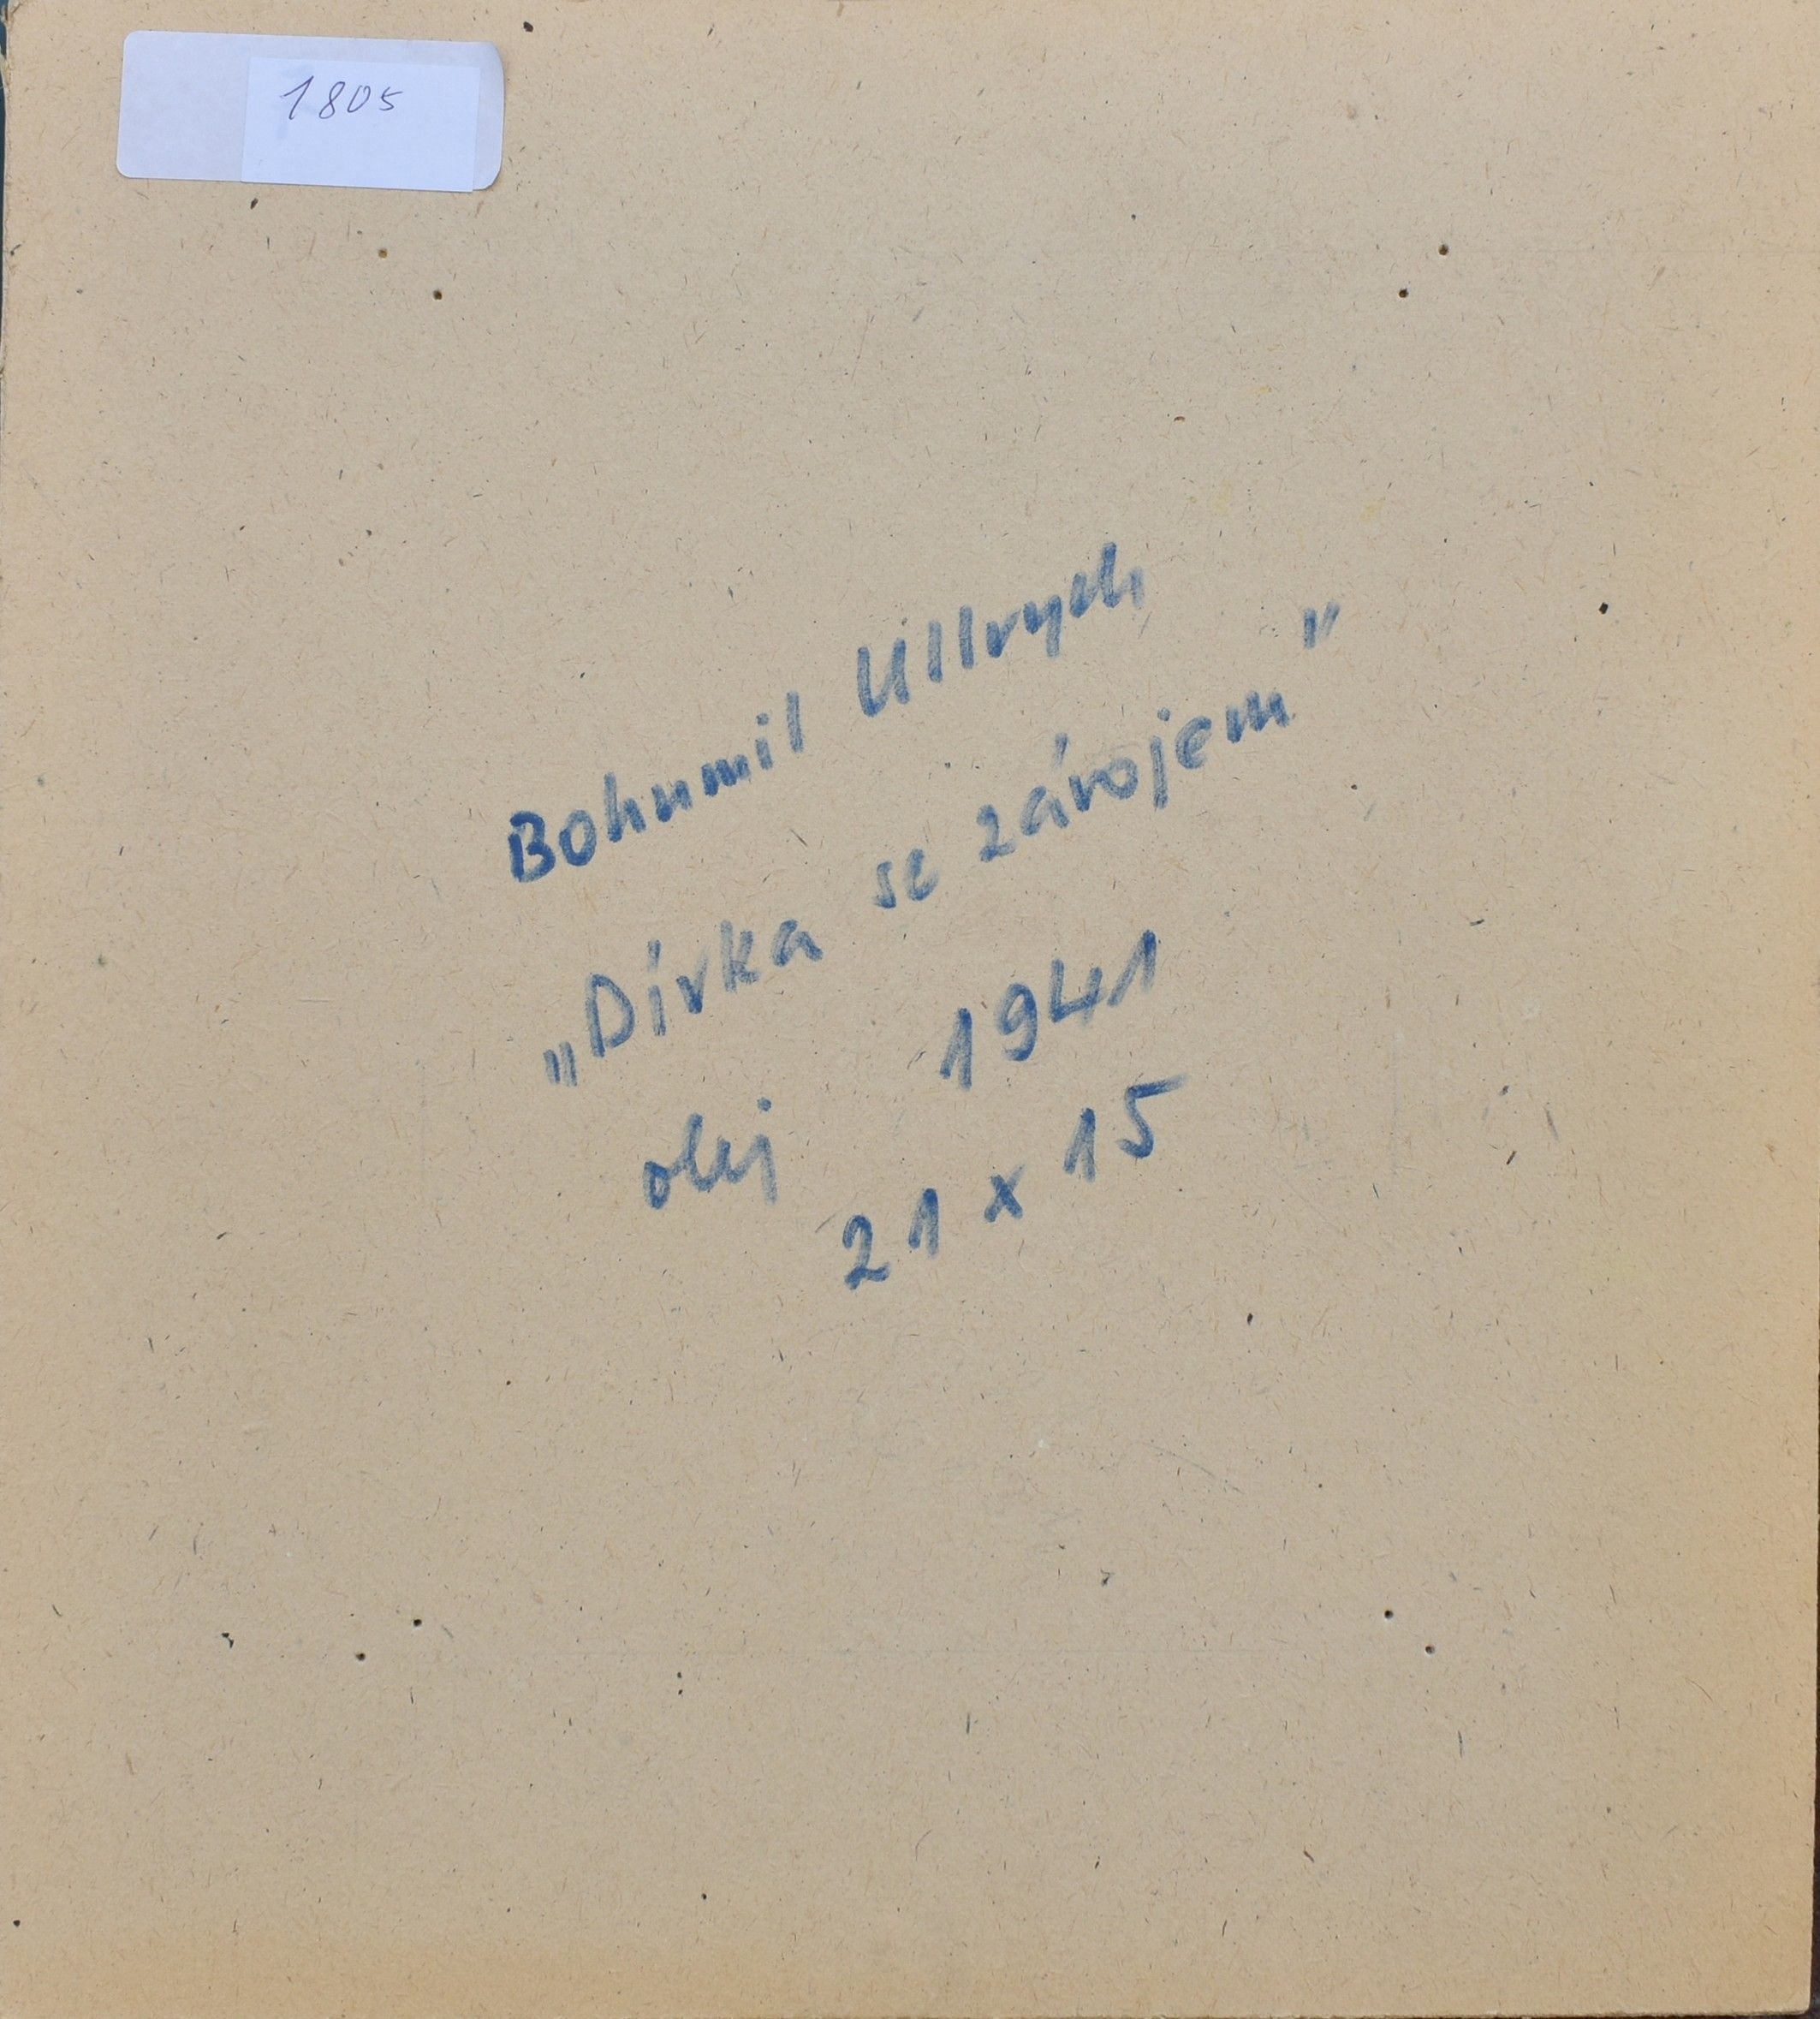 1805
Bohumil Ullrych
„Dívka se závojem"
olej 1941
21 x 15